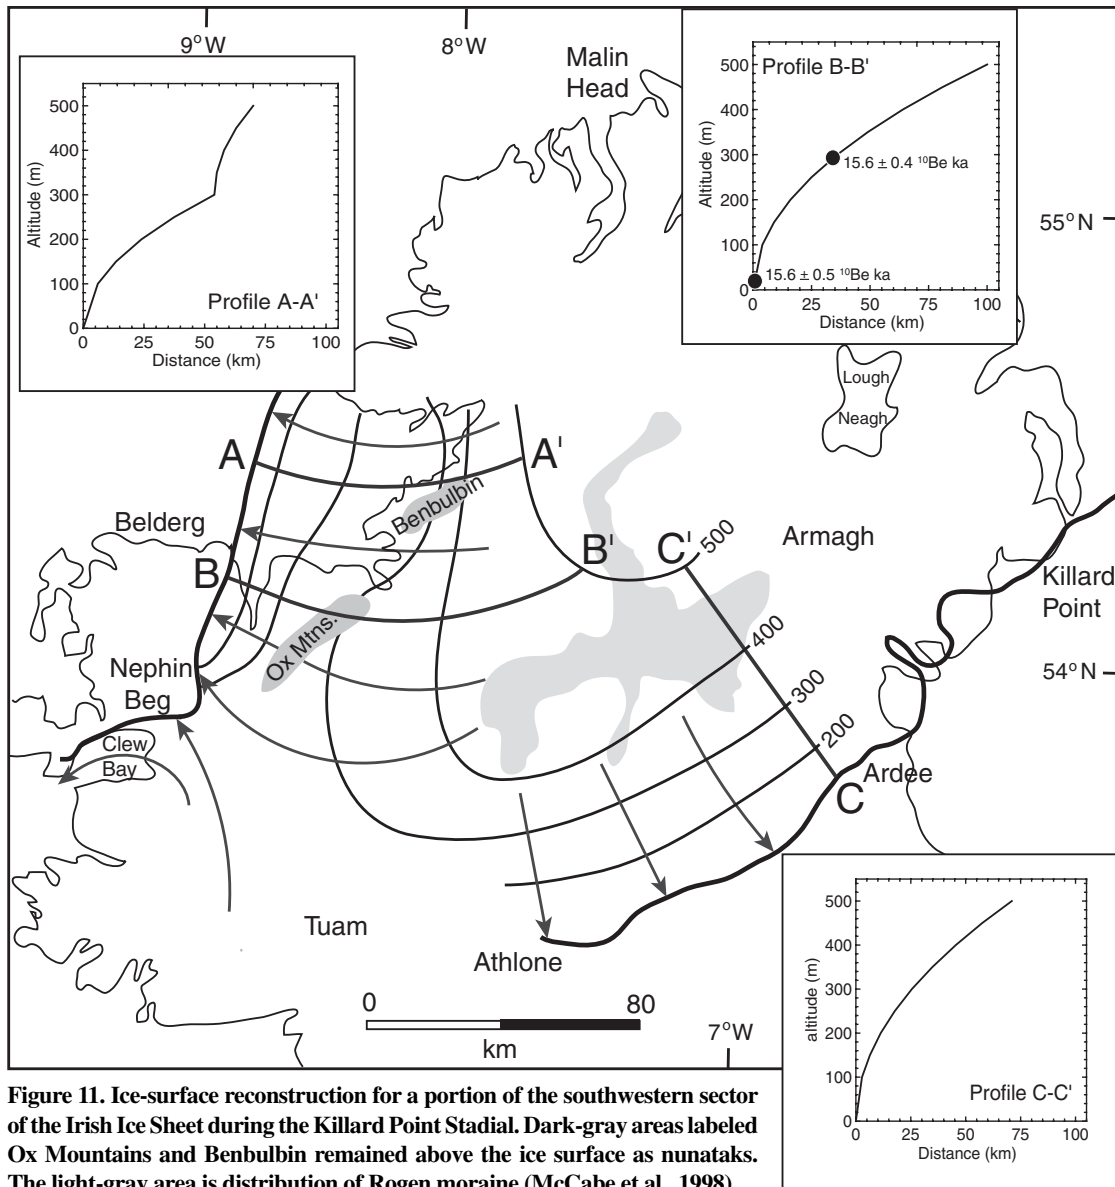 9°W
8°W
Malin
Head
500
400
300
200
100
0
Altitude (m)
Profile A-A'
0
25
50
75
100
Distance (km)
500
400
300
200
100
0
Altitude (m)
Profile B-B'
15.6 ± 0.4 ¹⁰Be ka
15.6 ± 0.5 ¹⁰Be ka
0
25
50
75
100
Distance (km)
55°N
Lough
Neagh
A
A'
Benbulbin
Belderg
B
B'
C'
500
Armagh
Killard
Point
Ox Mtns.
400
Nephin
Beg
300
54°N
200
Clew
Bay
Ardee
C
Tuam
Athlone
0
80
km
7°W
500
400
300
200
100
0
altitude (m)
Profile C-C'
0
25
50
75
100
Distance (km)
Figure 11. Ice-surface reconstruction for a portion of the southwestern sector
of the Irish Ice Sheet during the Killard Point Stadial. Dark-gray areas labeled
Ox Mountains and Benbulbin remained above the ice surface as nunataks.
The light-gray area is distribution of Rogen moraine (McCabe et al., 1998).